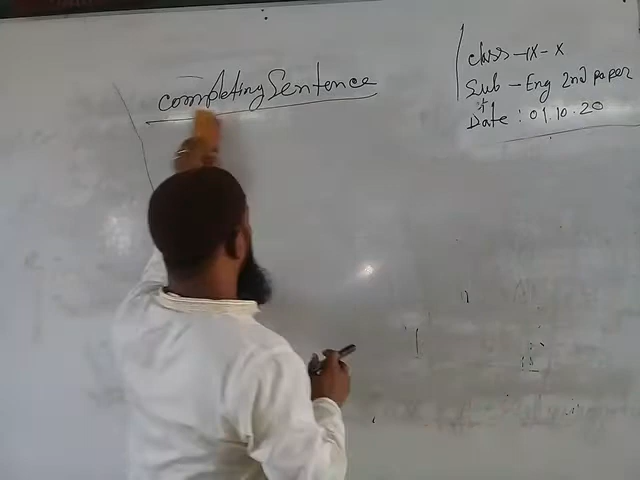 completing Sentence
Class - IX - X
Sub - Eng 2nd paper
Date : 01.10.20